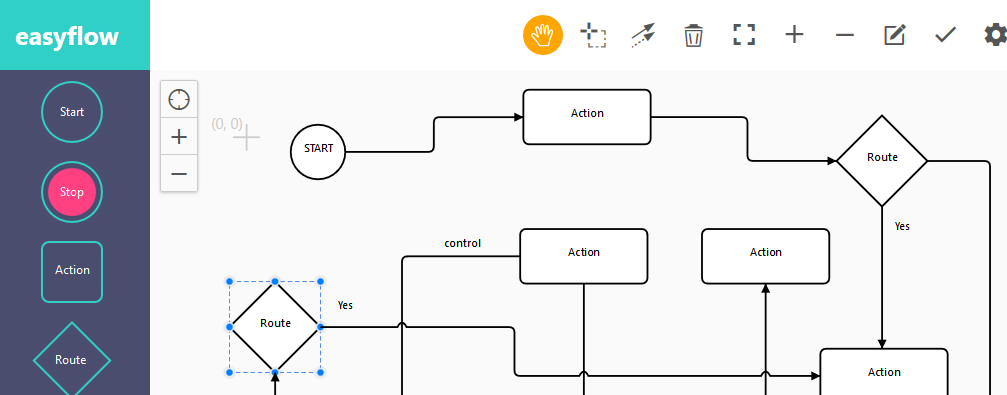 easyflow
Start
Stop
Action
Route
(0, 0)
START
Action
Route
Yes
control
Action
Action
Yes
Route
Action